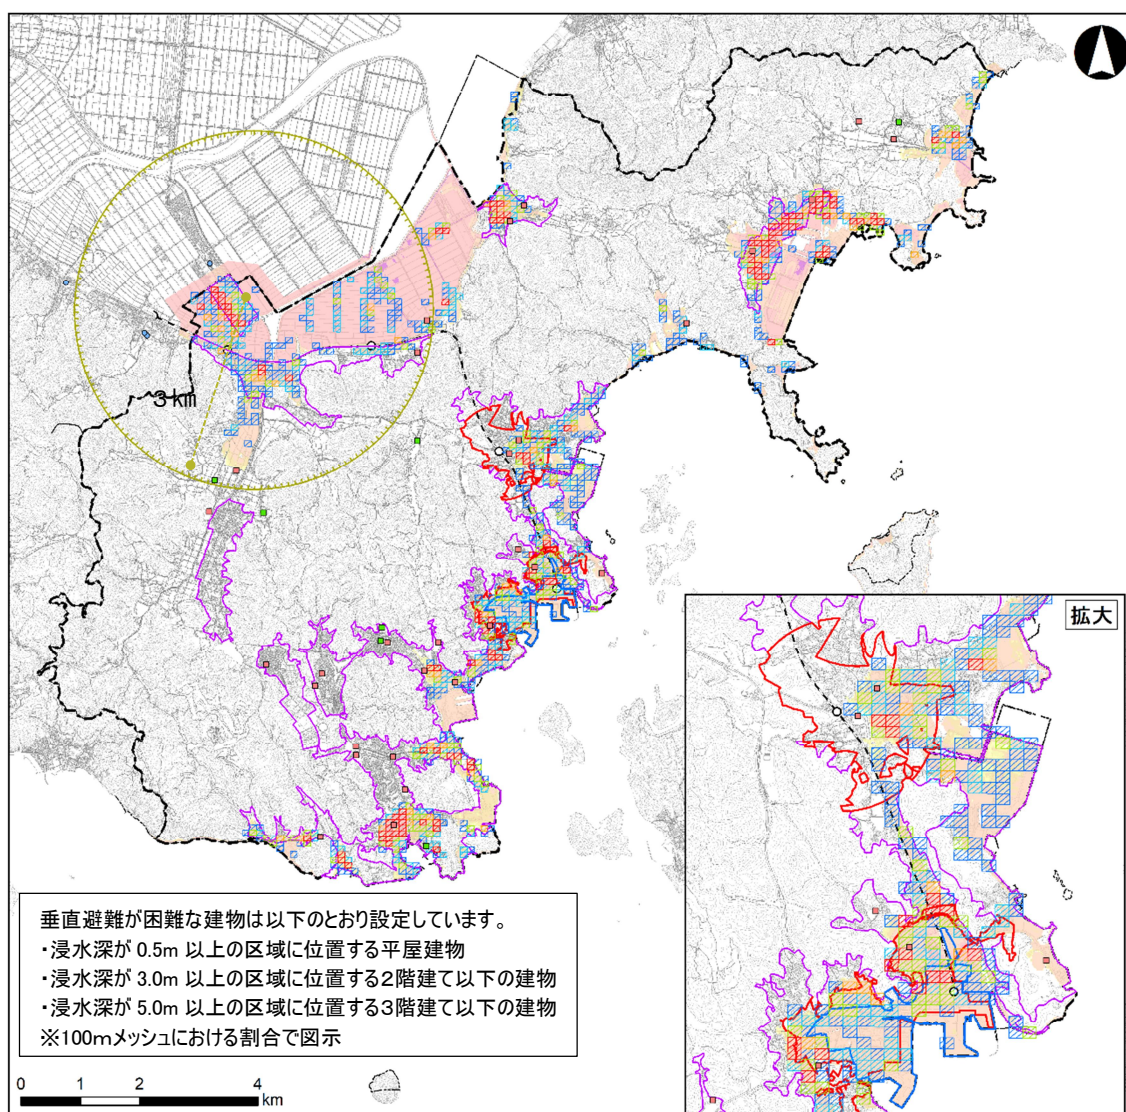 3km
拡大
垂直避難が困難な建物は以下のとおり設定しています。
・浸水深が 0.5m 以上の区域に位置する平屋建物
・浸水深が 3.0m 以上の区域に位置する2階建て以下の建物
・浸水深が 5.0m 以上の区域に位置する3階建て以下の建物
※100mメッシュにおける割合で図示
0 1 2 4
km